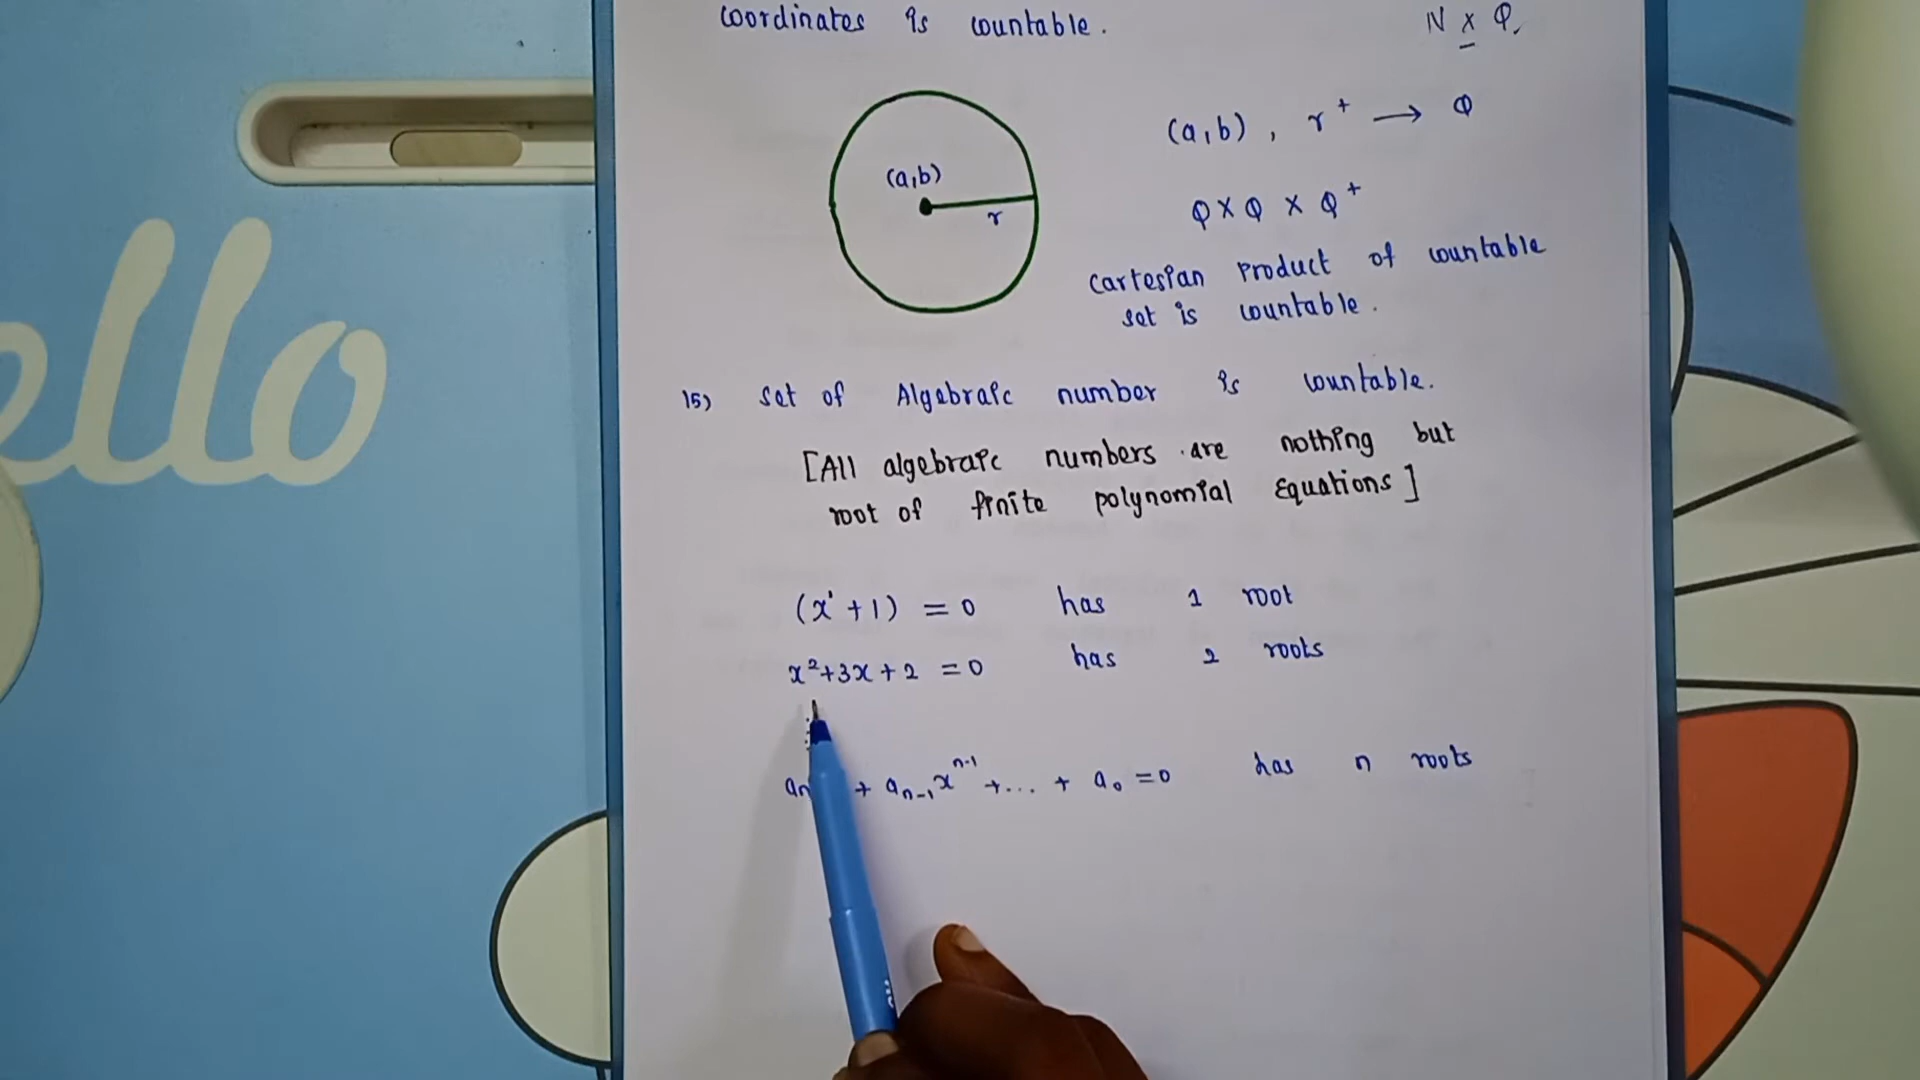 coordinates is countable.
N x Q
(a,b)
r
(a,b), r⁺ → Q
Q x Q x Q⁺
Cartesian product of countable
set is countable.
15) Set of Algebraic number is countable.
[All algebraic numbers are nothing but
root of finite polynomial Equations]
(x¹+1) = 0 has 1 root
x²+3x+2 = 0 has 2 roots
aₙ + aₙ₋₁xⁿ⁻¹ +... + a₀ = 0 has n roots
ello